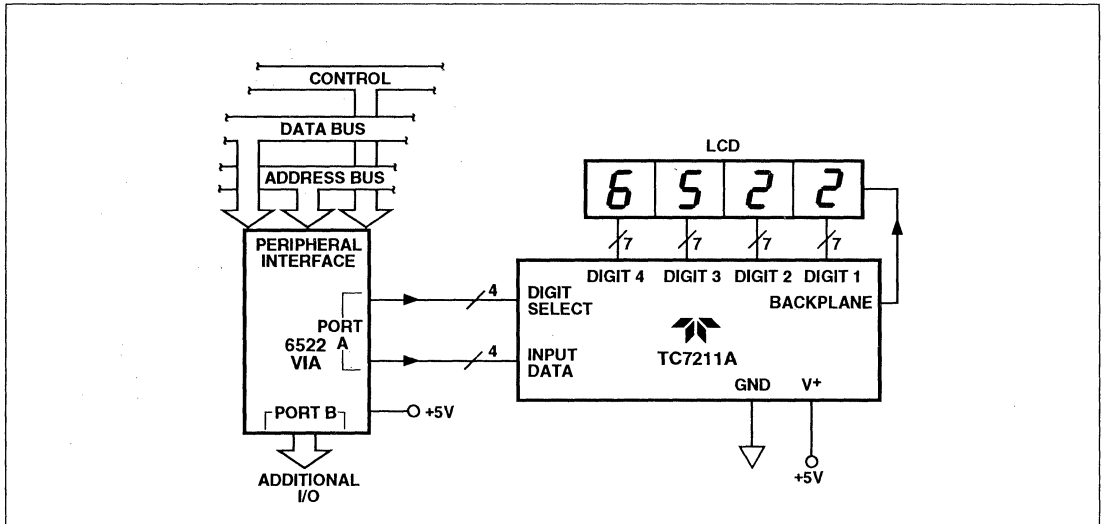 CONTROL
DATA BUS
ADDRESS BUS
LCD
6 5 2 2
7 7 7 7
PERIPHERAL
INTERFACE
DIGIT 4 DIGIT 3 DIGIT 2 DIGIT 1
BACKPLANE
4
DIGIT
SELECT
PORT
A
6522
VIA
4
INPUT
DATA
TC7211A
GND V+
PORT B
+5V
+5V
ADDITIONAL
I/O